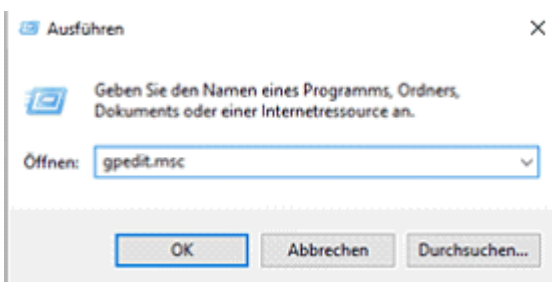 Ausführen
Geben Sie den Namen eines Programms, Ordners,
Dokuments oder einer Internetressource an.
Öffnen: gpedit.msc
OK Abbrechen Durchsuchen...